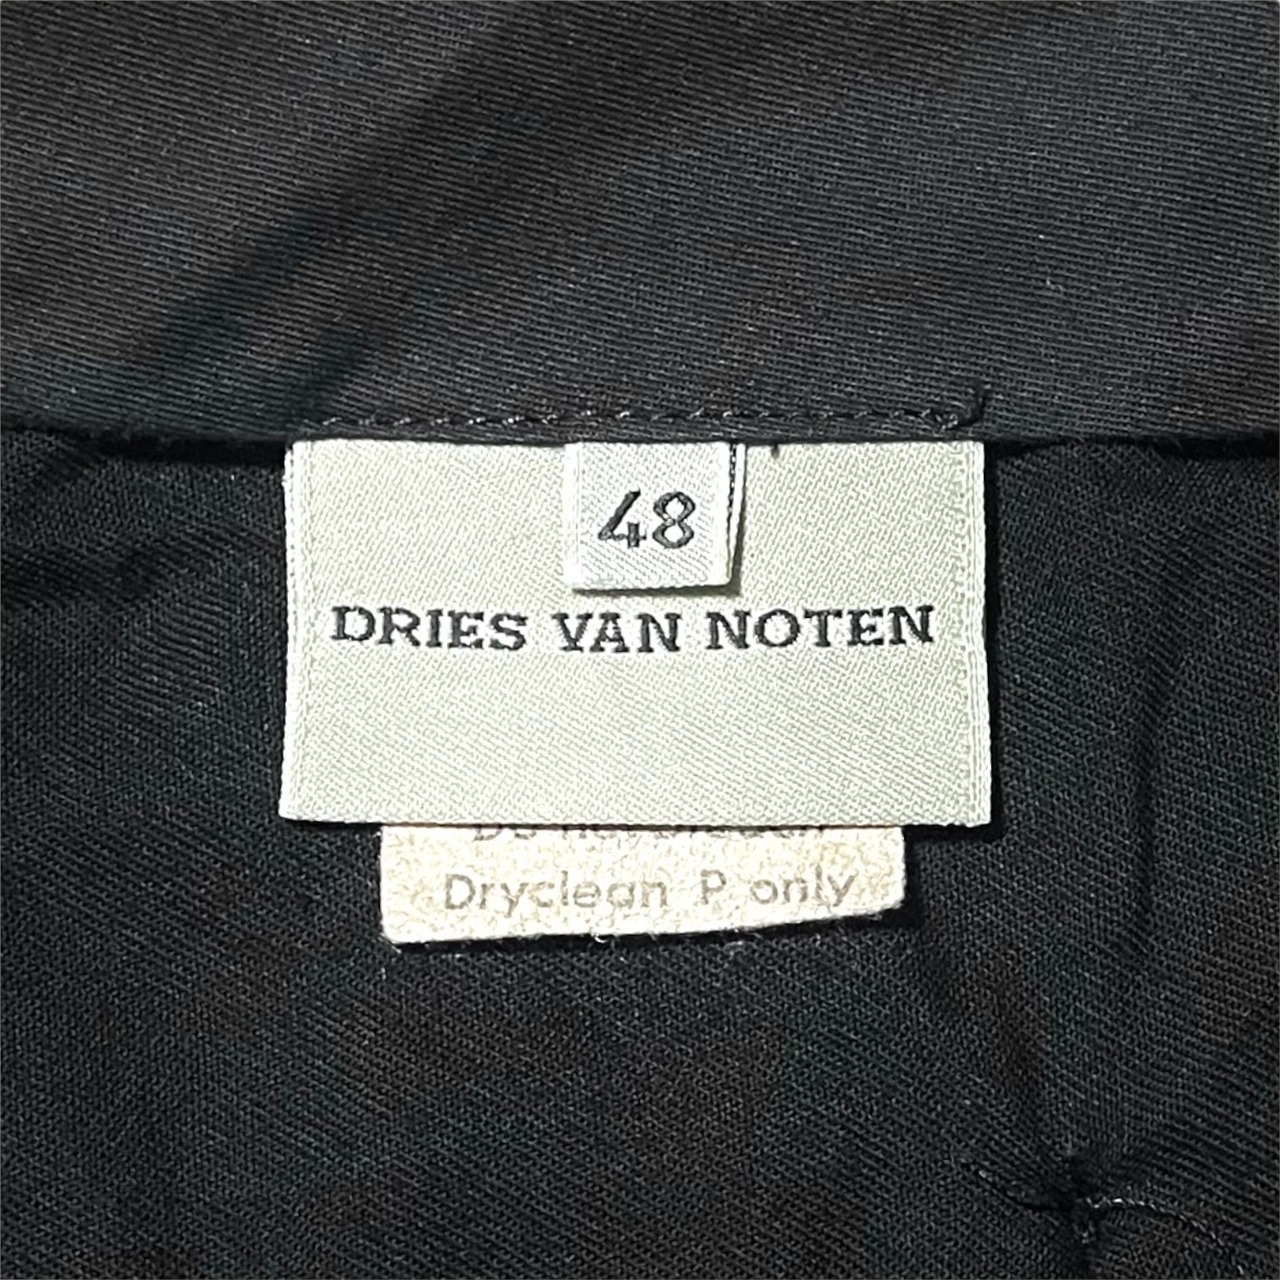 48
DRIES VAN NOTEN
Dryclean P only